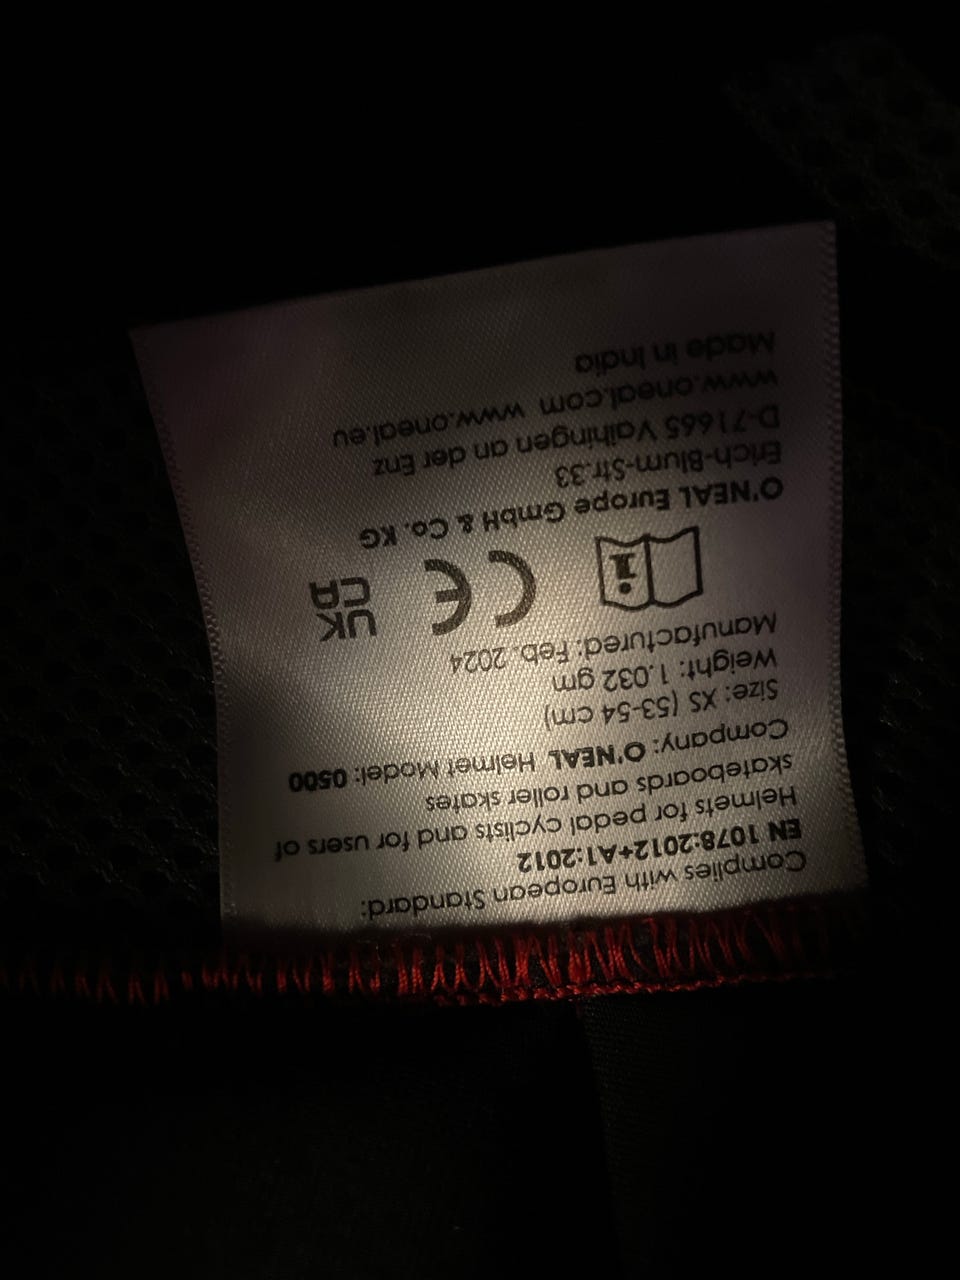 Complies with European Standard:
EN 1078:2012+A1:2012
Helmets for pedal cyclists and for users of
skateboards and roller skates
Company: O'NEAL Helmet Model: 0500
Size: XS (53-54 cm)
Weight: 1.032 gm
Manufactured: Feb. 2024
i CE UK
CA
O'NEAL Europe GmbH & Co. KG
Erich-Blum-Str.33
D-71665 Vaihingen an der Enz
www.oneal.com www.oneal.eu
Made in India